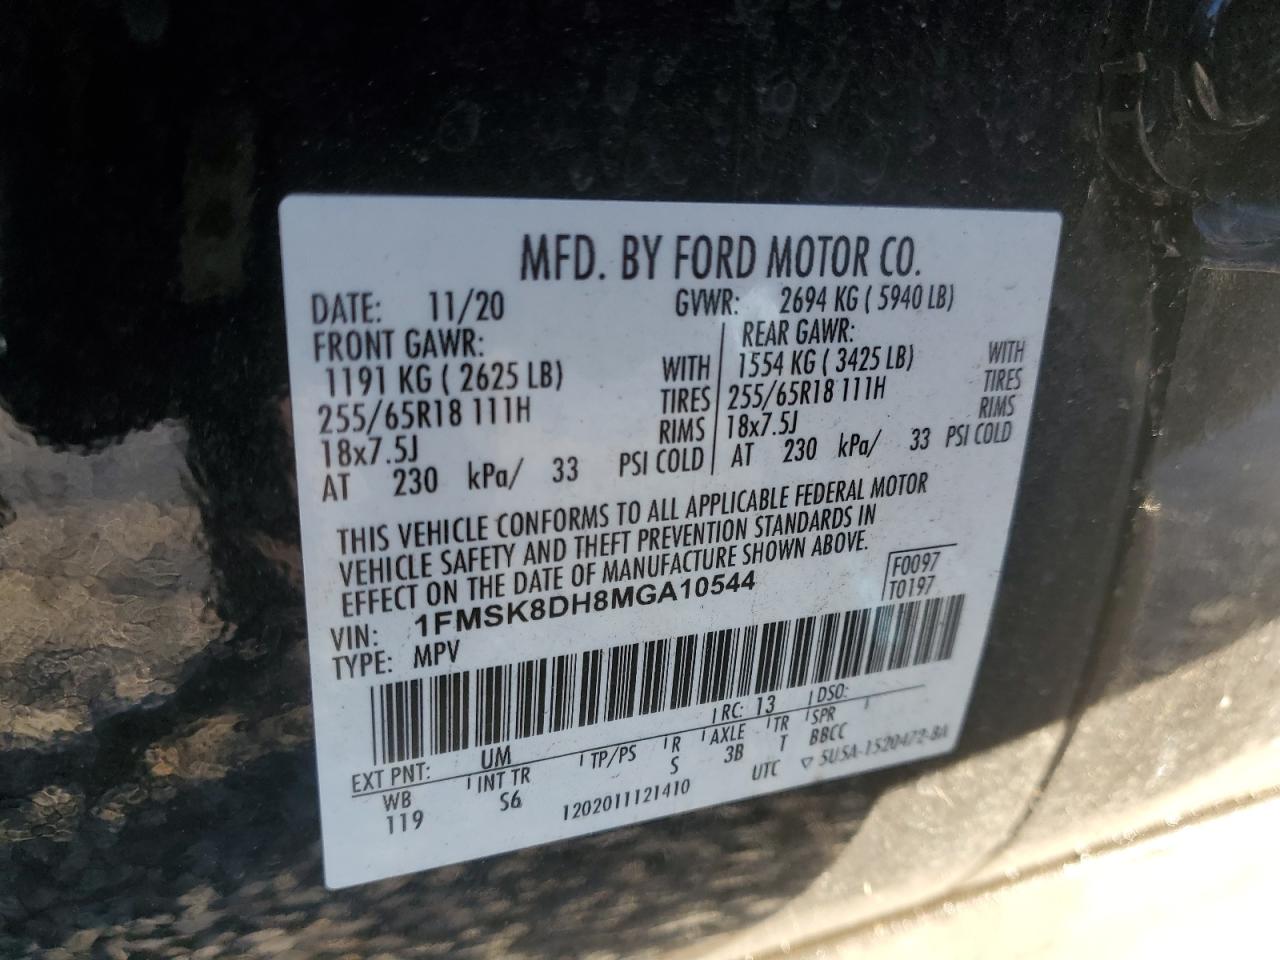 MFD. BY FORD MOTOR CO.
DATE: 11/20 GVWR: 2694 KG ( 5940 LB)
FRONT GAWR: REAR GAWR:
1191 KG ( 2625 LB) WITH 1554 KG ( 3425 LB) WITH
255/65R18 111H TIRES 255/65R18 111H TIRES
18x7.5J RIMS 18x7.5J RIMS
AT 230 kPa/ 33 PSI COLD AT 230 kPa/ 33 PSI COLD
THIS VEHICLE CONFORMS TO ALL APPLICABLE FEDERAL MOTOR
VEHICLE SAFETY AND THEFT PREVENTION STANDARDS IN
EFFECT ON THE DATE OF MANUFACTURE SHOWN ABOVE.
F0097
VIN: 1FMSK8DH8MGA10544 T0197
TYPE: MPV
EXT PNT: UM RC: 13 DSO:
WB INT TR TP/PS R AXLE TR SPR
119 S6 S 3B T BBCC
1202011121410 UTC ▽ 5U5A-1520472-BA